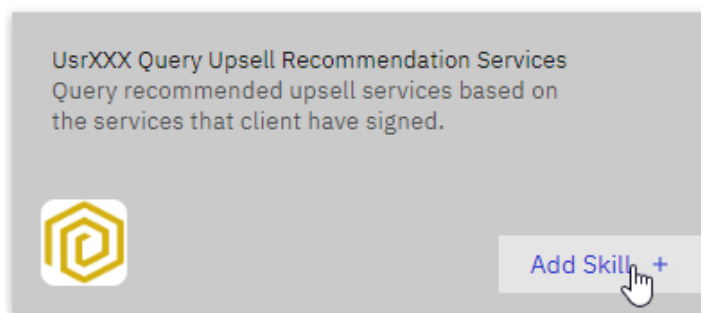 UsrXXX Query Upsell Recommendation Services
Query recommended upsell services based on
the services that client have signed.
Add Skill +